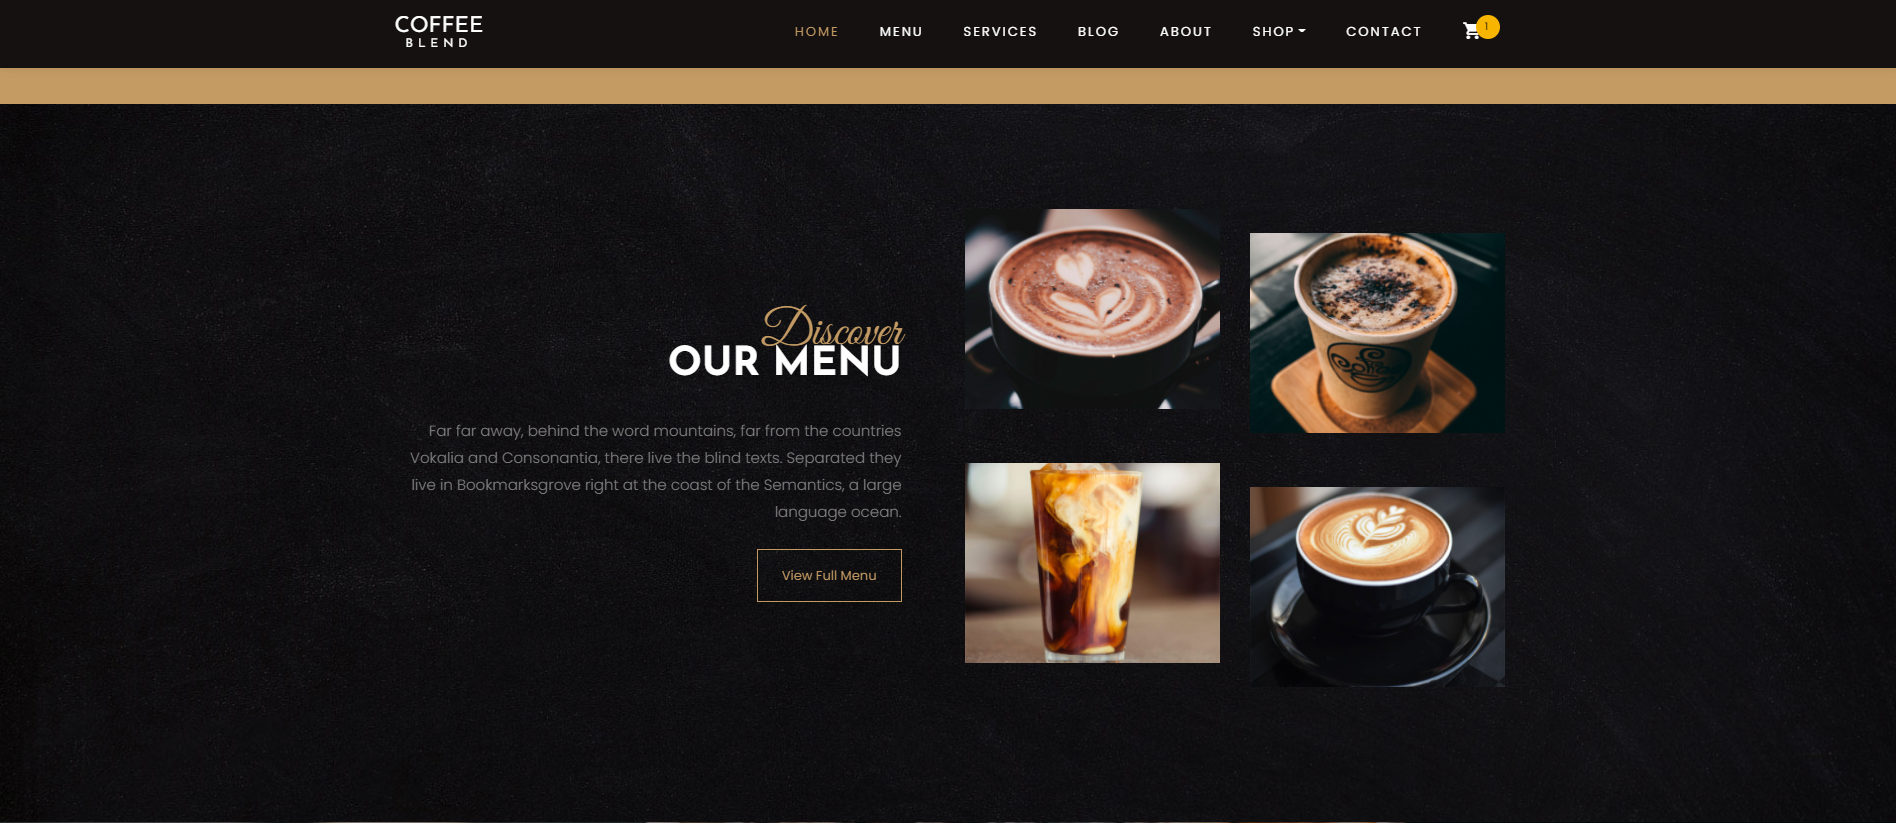 COFFEE
BLEND
HOME MENU SERVICES BLOG ABOUT SHOP CONTACT 1
Discover
OUR MENU
Far far away, behind the word mountains, far from the countries
Vokalia and Consonantia, there live the blind texts. Separated they
live in Bookmarksgrove right at the coast of the Semantics, a large
language ocean.
View Full Menu